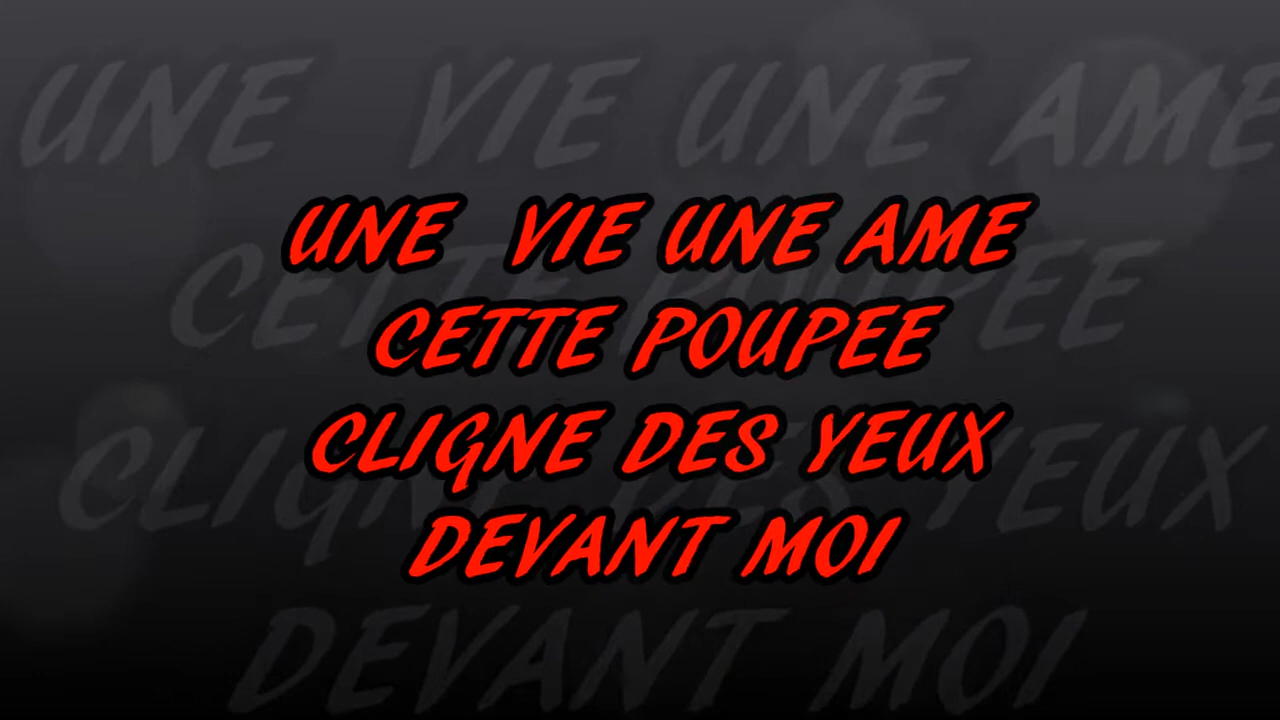 UNE VIE UNE AME
CETTE POUPEE
CLIGNE DES YEUX
DEVANT MOI